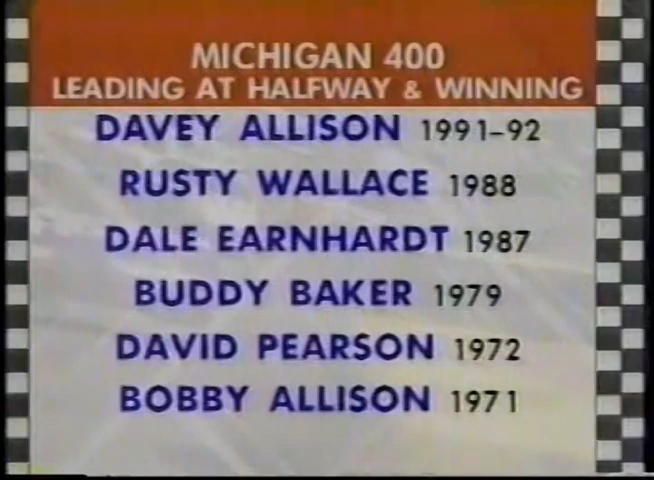 MICHIGAN 400
LEADING AT HALFWAY & WINNING
DAVEY ALLISON 1991-92
RUSTY WALLACE 1988
DALE EARNHARDT 1987
BUDDY BAKER 1979
DAVID PEARSON 1972
BOBBY ALLISON 1971